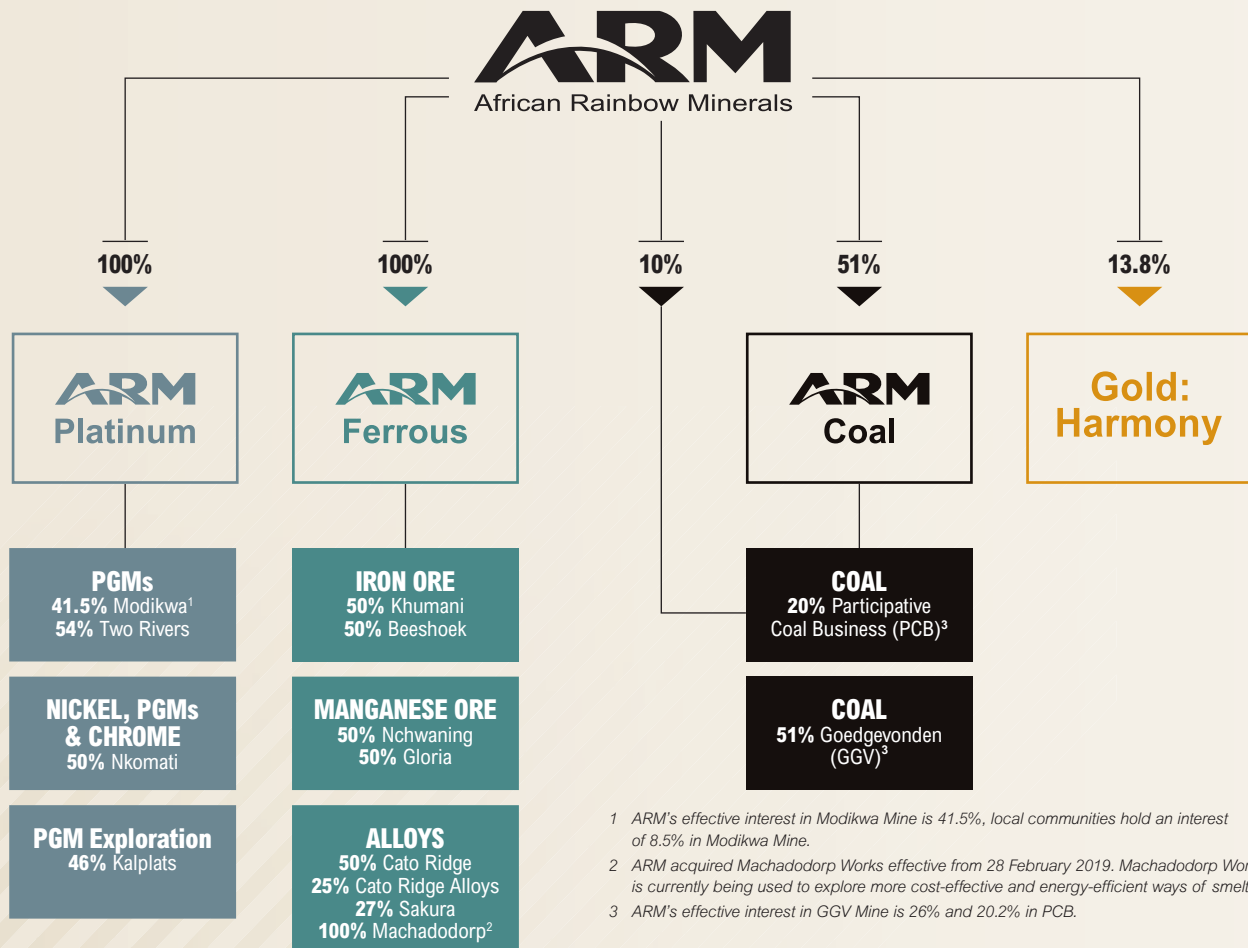 ARM
African Rainbow Minerals
100%
100%
10%
51%
13.8%
ARM
Platinum
ARM
Ferrous
ARM
Coal
Gold:
Harmony
PGMs
41.5% Modikwa¹
54% Two Rivers
NICKEL, PGMs
& CHROME
50% Nkomati
PGM Exploration
46% Kalplats
IRON ORE
50% Khumani
50% Beeshoek
MANGANESE ORE
50% Nchwaning
50% Gloria
ALLOYS
50% Cato Ridge
25% Cato Ridge Alloys
27% Sakura
100% Machadodorp²
COAL
20% Participative
Coal Business (PCB)³
COAL
51% Goedgevonden
(GGV)³
1 ARM's effective interest in Modikwa Mine is 41.5%, local communities hold an interest
of 8.5% in Modikwa Mine.
2 ARM acquired Machadodorp Works effective from 28 February 2019. Machadodorp Wor
is currently being used to explore more cost-effective and energy-efficient ways of smelt
3 ARM's effective interest in GGV Mine is 26% and 20.2% in PCB.